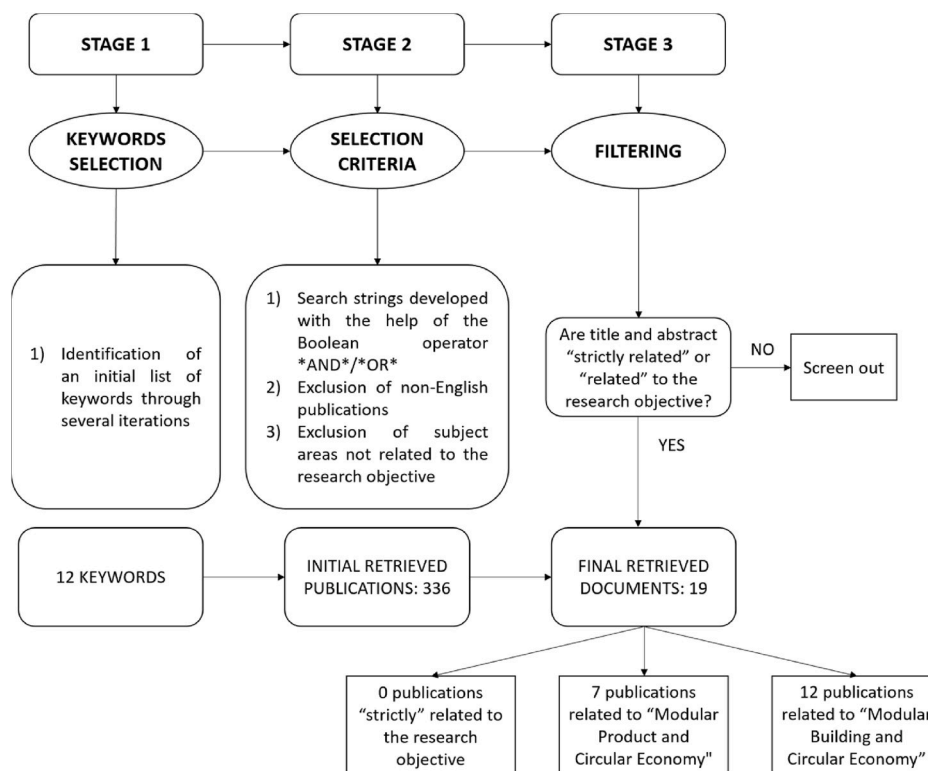 STAGE 1
STAGE 2
STAGE 3
KEYWORDS
SELECTION
SELECTION
CRITERIA
FILTERING
1) Identification of
an initial list of
keywords through
several iterations
1) Search strings developed
with the help of the
Boolean operator
*AND*/*OR*
2) Exclusion of non-English
publications
3) Exclusion of subject
areas not related to the
research objective
Are title and abstract
“strictly related” or
“related” to the
research objective?
NO
Screen out
YES
12 KEYWORDS
INITIAL RETRIEVED
PUBLICATIONS: 336
FINAL RETRIEVED
DOCUMENTS: 19
0 publications
“strictly” related to
the research
objective
7 publications
related to “Modular
Product and
Circular Economy"
12 publications
related to “Modular
Building and
Circular Economy”